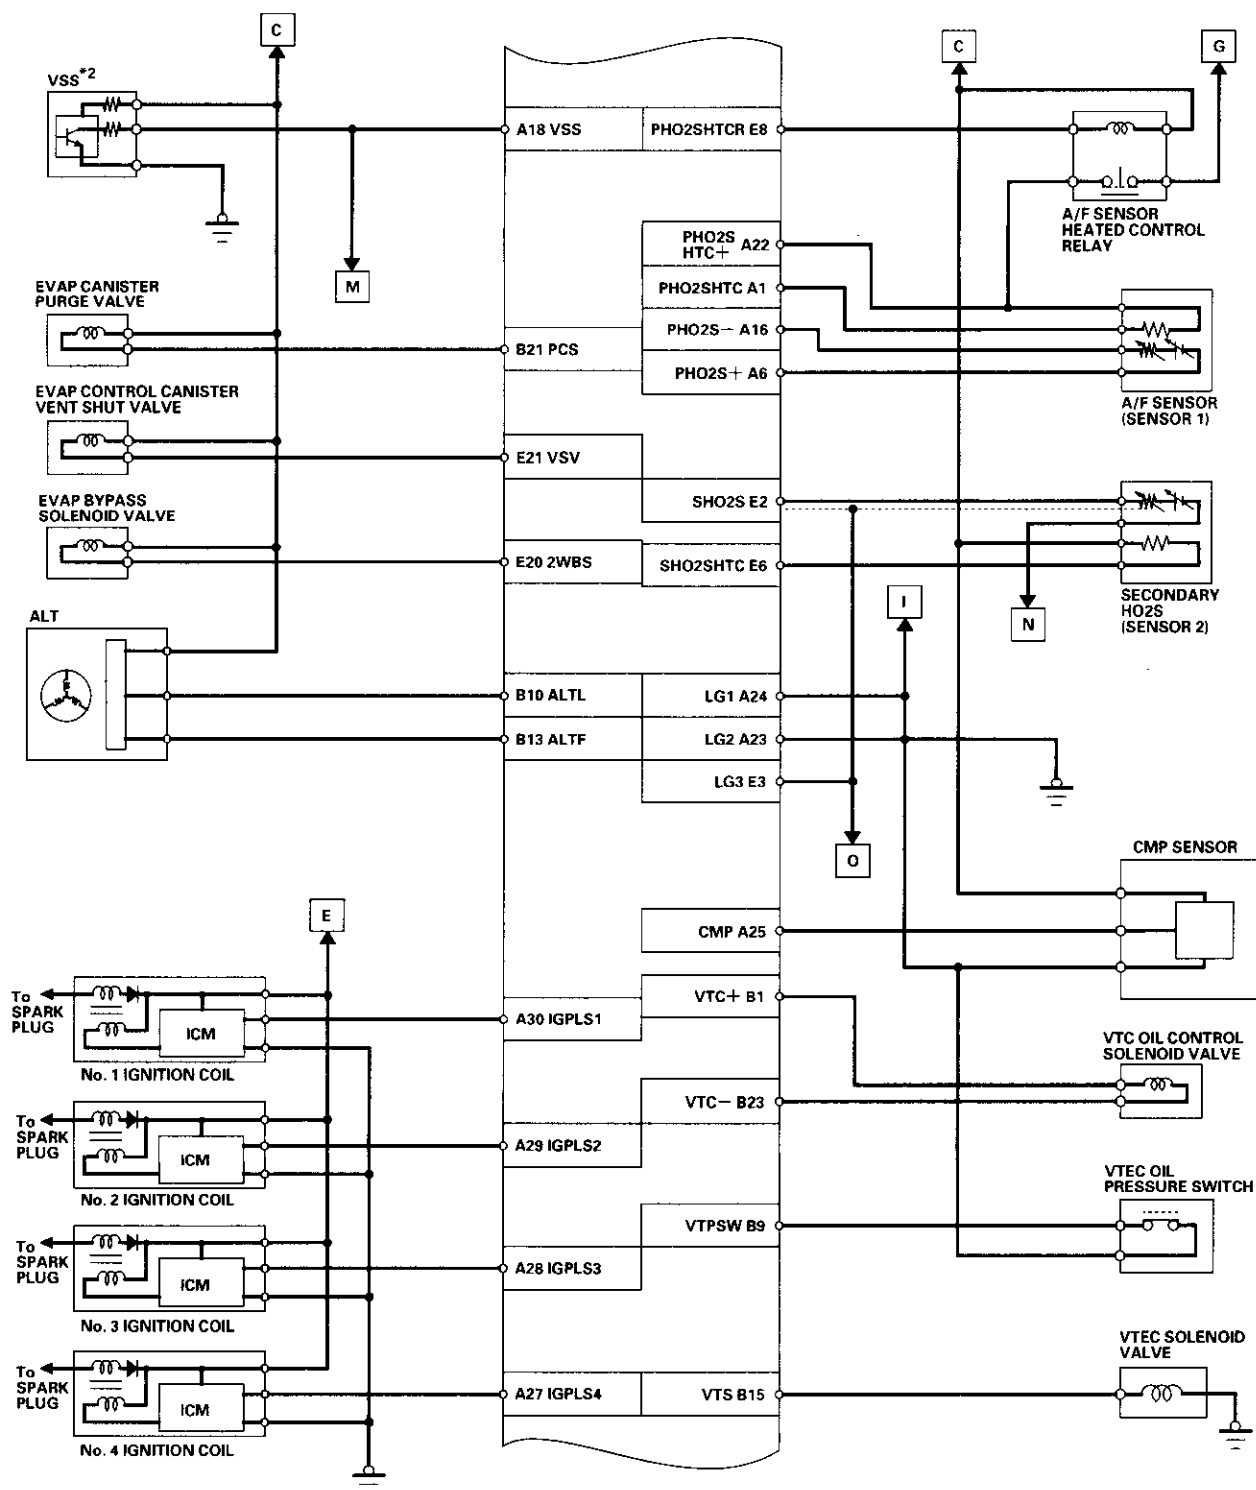 C
C
G
VSS*2
A18 VSS
PHO2SHTCR E8
A/F SENSOR
HEATED CONTROL
RELAY
M
PHO2S
HTC+ A22
PHO2SHTC A1
PHO2S- A16
PHO2S+ A6
EVAP CANISTER
PURGE VALVE
B21 PCS
A/F SENSOR
(SENSOR 1)
EVAP CONTROL CANISTER
VENT SHUT VALVE
E21 VSV
SHO2S E2
EVAP BYPASS
SOLENOID VALVE
E20 2WBS
SHO2SHTC E6
SECONDARY
HO2S
(SENSOR 2)
I
N
ALT
B10 ALTL
LG1 A24
B13 ALTF
LG2 A23
LG3 E3
O
CMP SENSOR
E
CMP A25
To
SPARK
PLUG
ICM
No. 1 IGNITION COIL
A30 IGPLS1
VTC+ B1
VTC OIL CONTROL
SOLENOID VALVE
VTC- B23
To
SPARK
PLUG
ICM
No. 2 IGNITION COIL
A29 IGPLS2
VTEC OIL
PRESSURE SWITCH
VTPSW B9
To
SPARK
PLUG
ICM
No. 3 IGNITION COIL
A28 IGPLS3
VTEC SOLENOID
VALVE
To
SPARK
PLUG
ICM
No. 4 IGNITION COIL
A27 IGPLS4
VTS B15